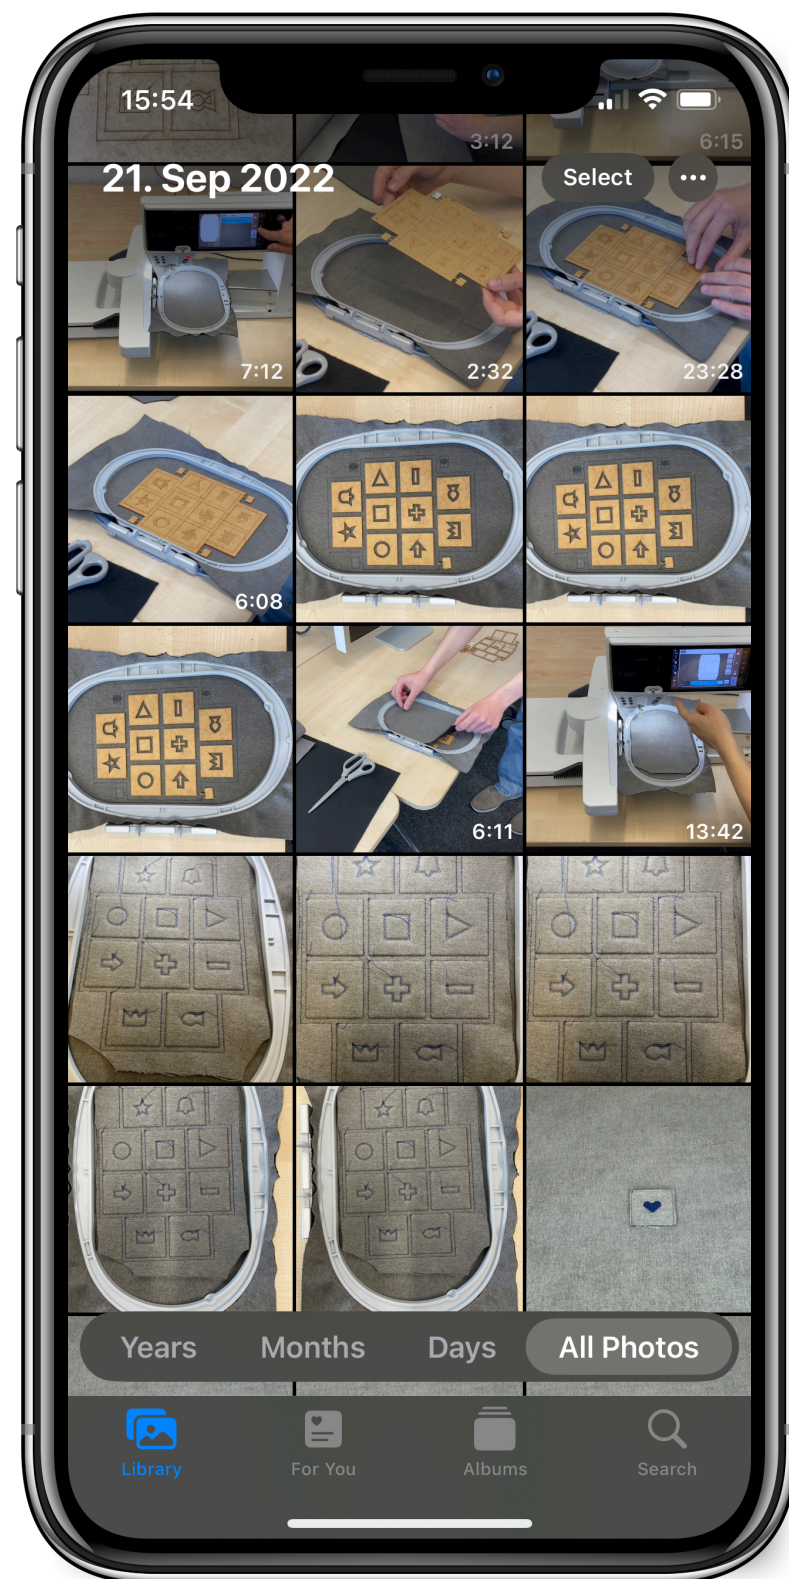 15:54
3:12
6:15
21. Sep 2022
Select
7:12
2:32
23:28
6:08
6:11
13:42
Years Months Days All Photos
Library For You Albums Search